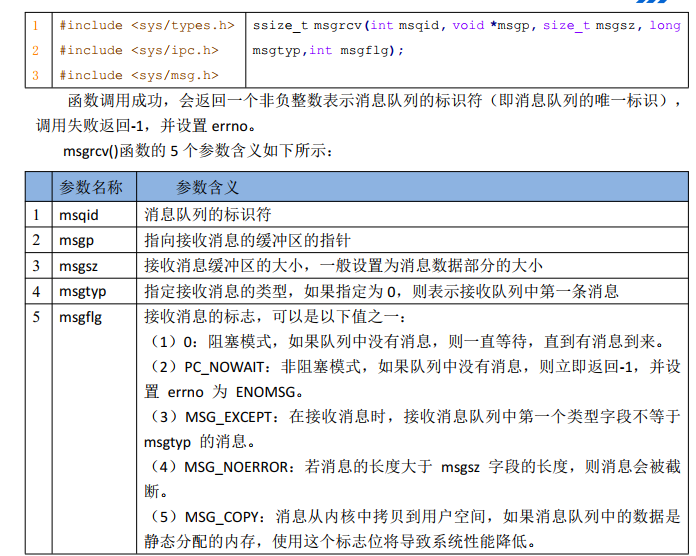 1 #include <sys/types.h> ssize_t msgrcv(int msqid, void *msgp, size_t msgsz, long
2 #include <sys/ipc.h> msgtyp,int msgflg);
3 #include <sys/msg.h>
函数调用成功，会返回一个非负整数表示消息队列的标识符（即消息队列的唯一标识），
调用失败返回-1，并设置 errno。
msgrcv()函数的 5 个参数含义如下所示：
参数名称 参数含义
1 msqid 消息队列的标识符
2 msgp 指向接收消息的缓冲区的指针
3 msgsz 接收消息缓冲区的大小，一般设置为消息数据部分的大小
4 msgtyp 指定接收消息的类型，如果指定为 0，则表示接收队列中第一条消息
5 msgflg 接收消息的标志，可以是以下值之一：
（1）0：阻塞模式，如果队列中没有消息，则一直等待，直到有消息到来。
（2）PC_NOWAIT：非阻塞模式，如果队列中没有消息，则立即返回-1，并设
置 errno 为 ENOMSG。
（3）MSG_EXCEPT：在接收消息时，接收消息队列中第一个类型字段不等于
msgtyp 的消息。
（4）MSG_NOERROR：若消息的长度大于 msgsz 字段的长度，则消息会被截
断。
（5）MSG_COPY：消息从内核中拷贝到用户空间，如果消息队列中的数据是
静态分配的内存，使用这个标志位将导致系统性能降低。